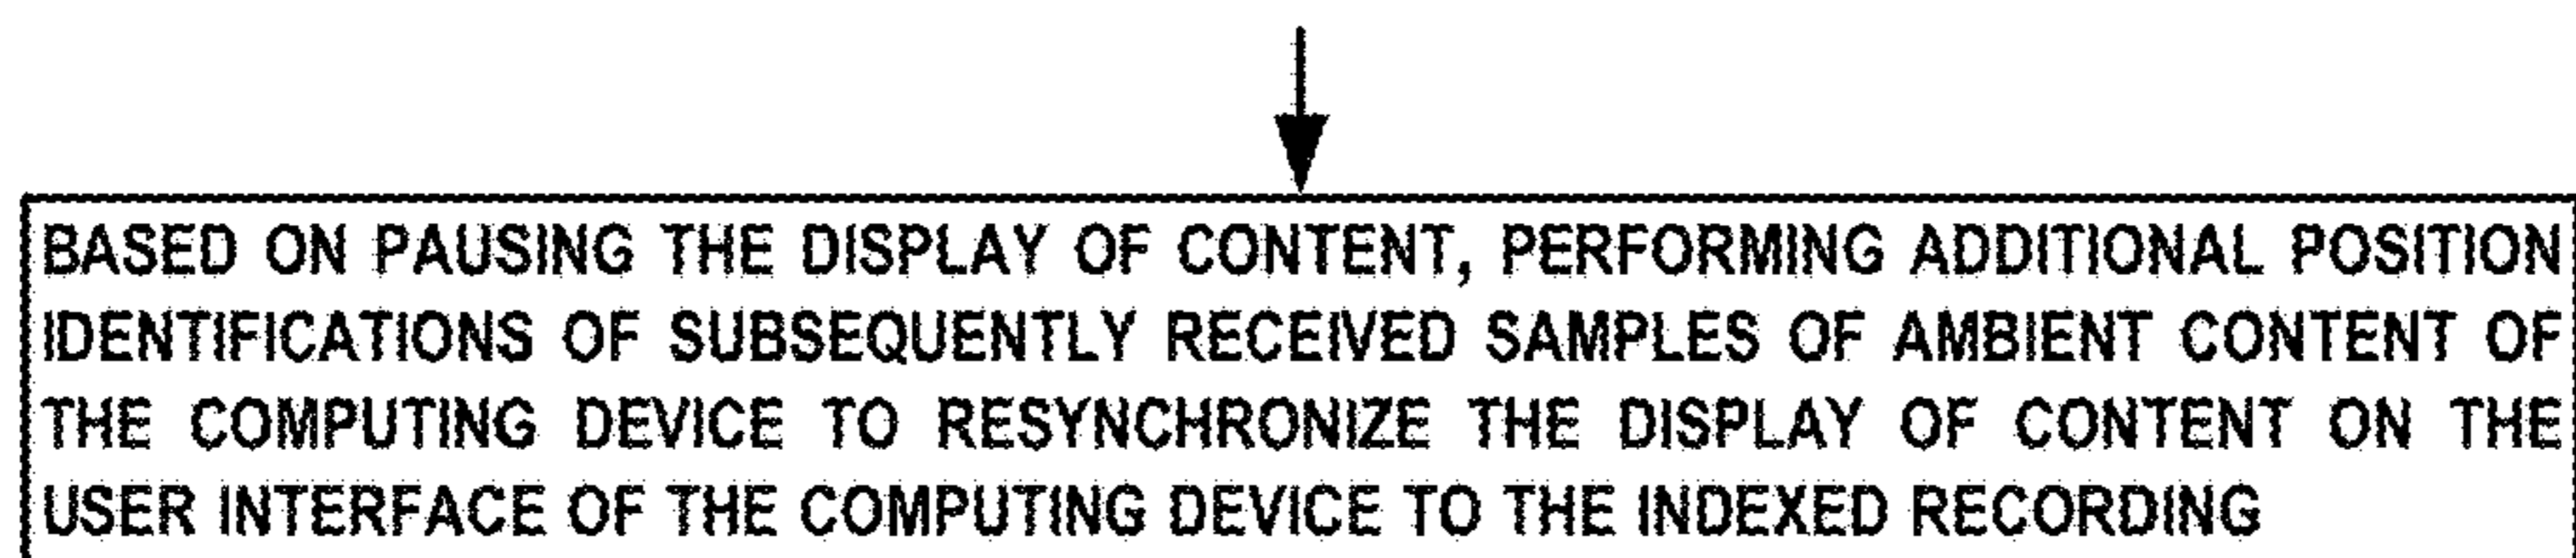 BASED ON PAUSING THE DISPLAY OF CONTENT, PERFORMING ADDITIONAL POSITION
IDENTIFICATIONS OF SUBSEQUENTLY RECEIVED SAMPLES OF AMBIENT CONTENT OF
THE COMPUTING DEVICE TO RESYNCHRONIZE THE DISPLAY OF CONTENT ON THE
USER INTERFACE OF THE COMPUTING DEVICE TO THE INDEXED RECORDING